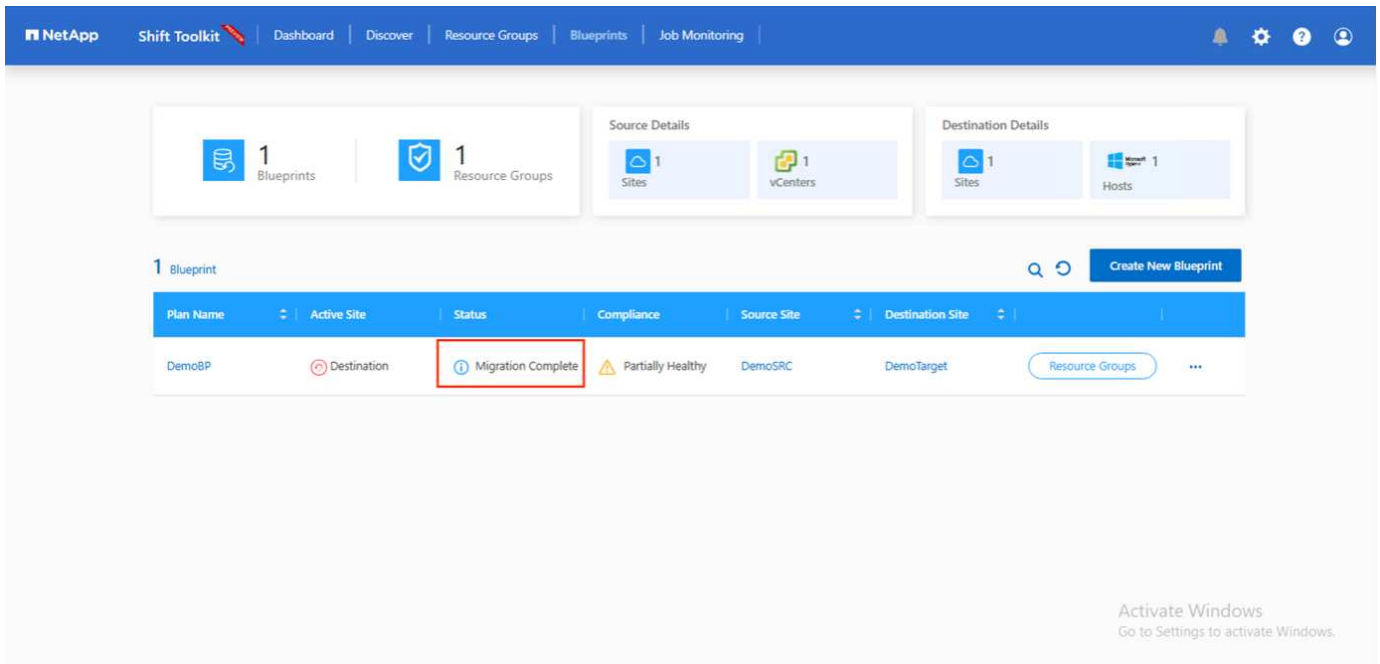 NetApp Shift Toolkit Dashboard Discover Resource Groups Blueprints Job Monitoring
Source Details
Destination Details
1
Blueprints
1
Resource Groups
1
Sites
1
vCenters
1
Sites
Microsoft 1
Hosts
1 Blueprint
Create New Blueprint
Plan Name Active Site Status Compliance Source Site Destination Site
DemoBP Destination Migration Complete Partially Healthy DemoSRC DemoTarget Resource Groups ...
Activate Windows
Go to Settings to activate Windows.